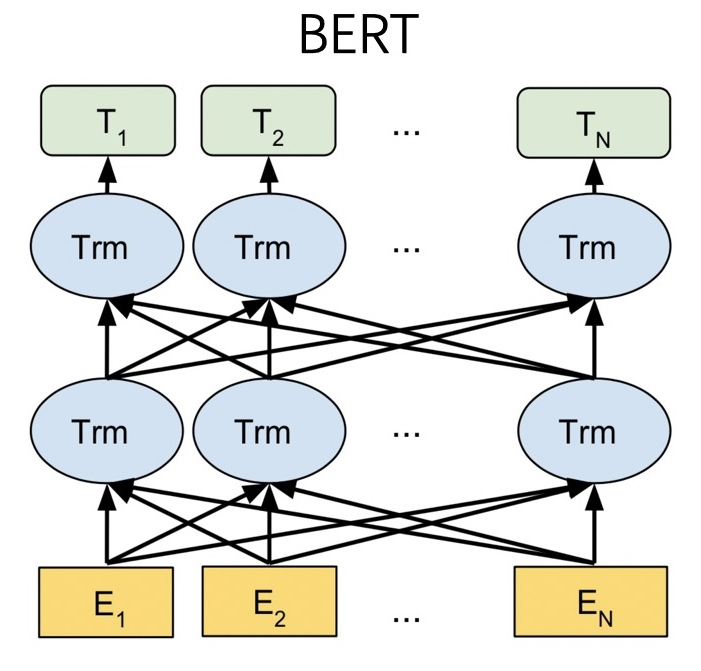 BERT
T1 T2 ... TN
Trm Trm ... Trm
Trm Trm ... Trm
E1 E2 ... EN